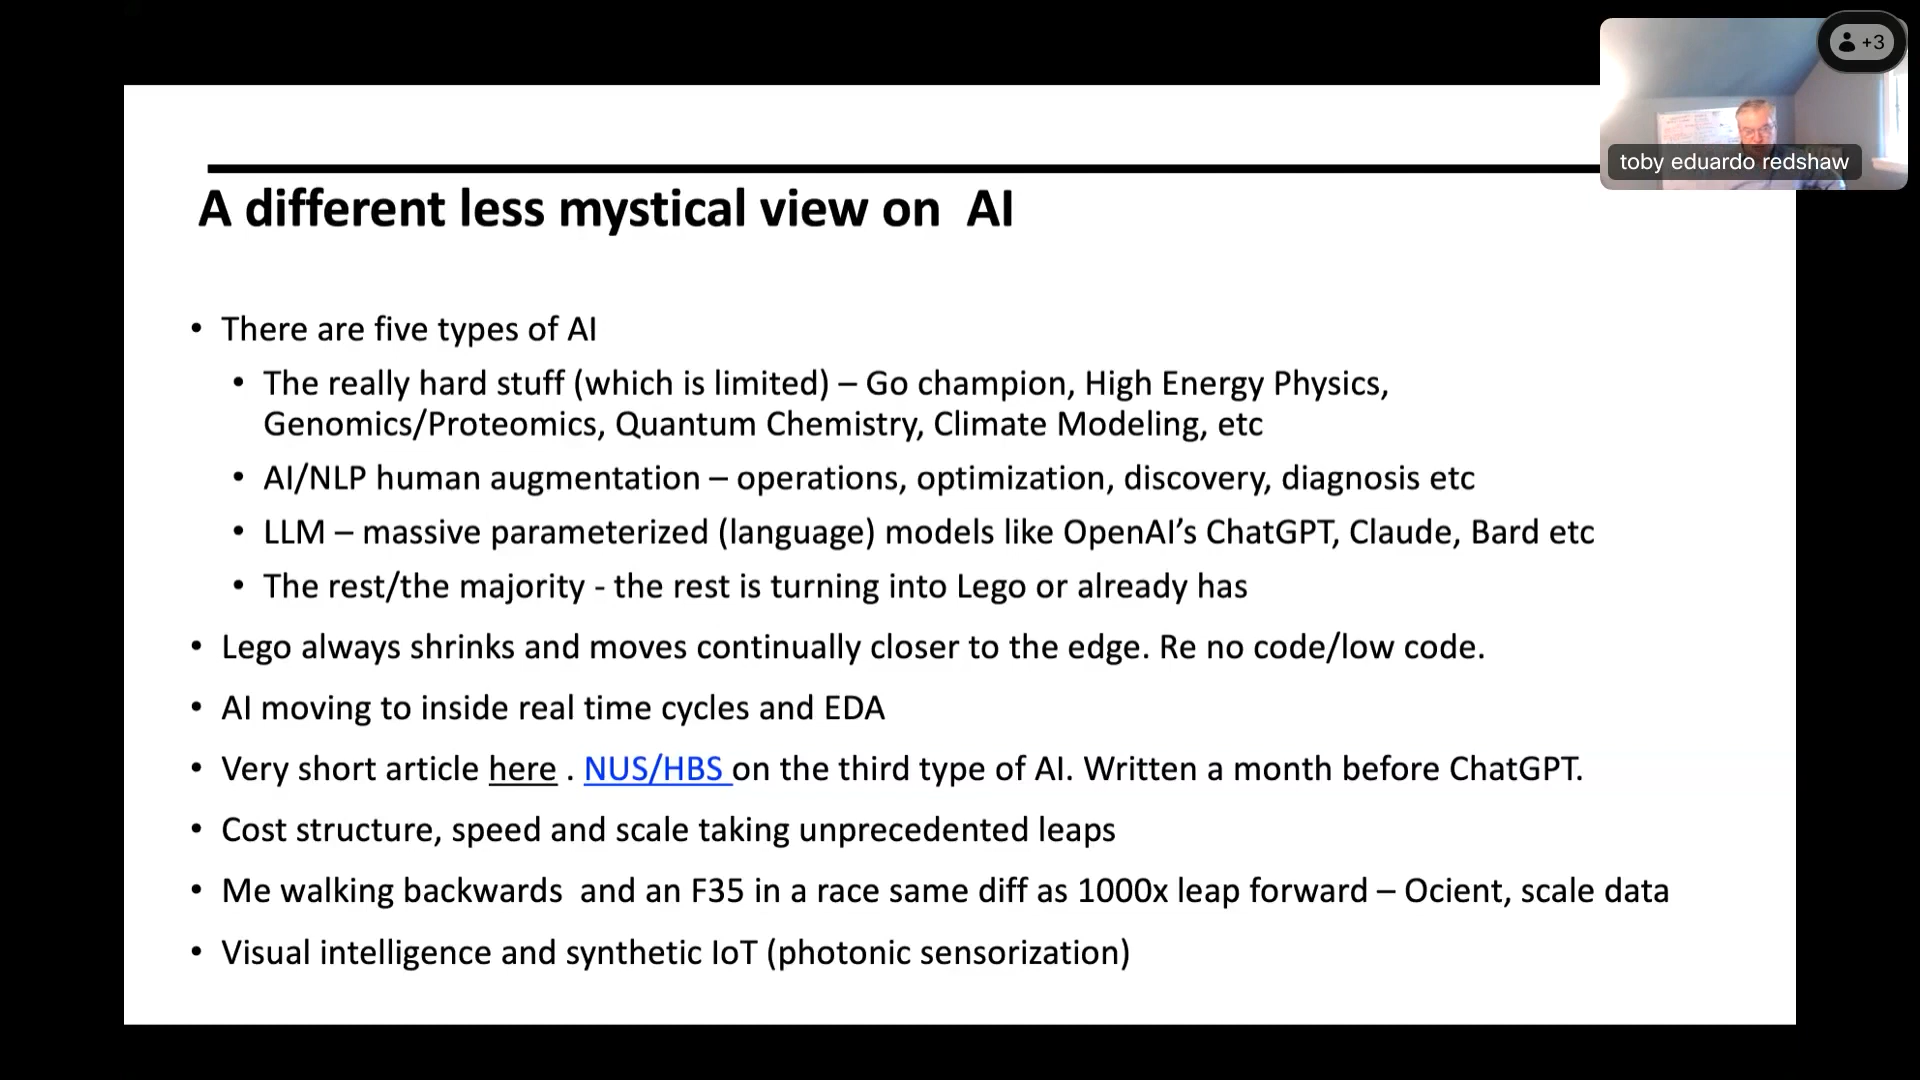 +3
toby eduardo redshaw
A different less mystical view on  AI
• There are five types of AI
• The really hard stuff (which is limited) – Go champion, High Energy Physics,
Genomics/Proteomics, Quantum Chemistry, Climate Modeling, etc
• AI/NLP human augmentation – operations, optimization, discovery, diagnosis etc
• LLM – massive parameterized (language) models like OpenAI’s ChatGPT, Claude, Bard etc
• The rest/the majority - the rest is turning into Lego or already has
• Lego always shrinks and moves continually closer to the edge. Re no code/low code.
• AI moving to inside real time cycles and EDA
• Very short article here . NUS/HBS on the third type of AI. Written a month before ChatGPT.
• Cost structure, speed and scale taking unprecedented leaps
• Me walking backwards  and an F35 in a race same diff as 1000x leap forward – Ocient, scale data
• Visual intelligence and synthetic IoT (photonic sensorization)